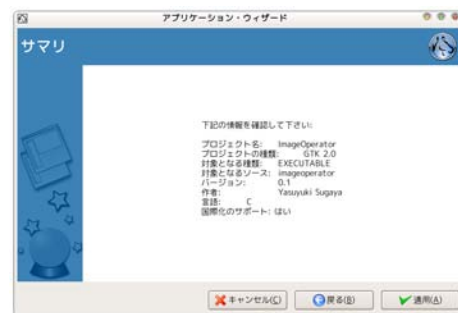 アプリケーション・ウィザード
サマリ
下記の情報を確認して下さい:
プロジェクト名: ImageOperator
プロジェクトの種類: GTK 2.0
対象となる種類: EXECUTABLE
対象となるソース: imageoperator
バージョン: 0.1
作者: Yasuyuki Sugaya
言語: C
国際化のサポート: はい
キャンセル(C) 戻る(B) 適用(A)